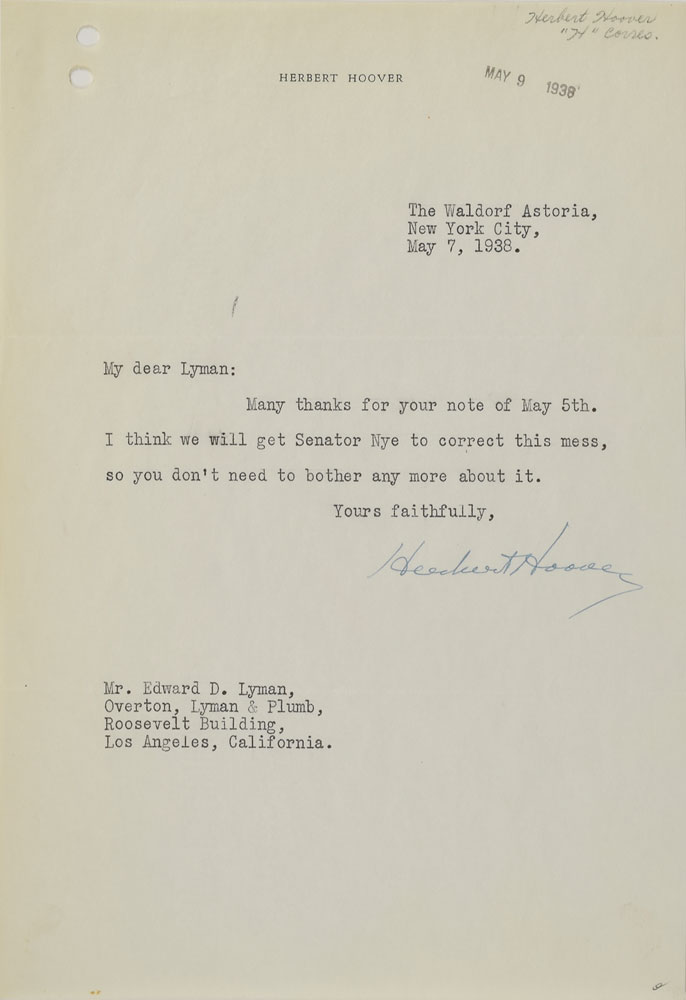 Herbert Hoover
"H" Corres.
HERBERT HOOVER
MAY 9 1938
The Waldorf Astoria,
New York City,
May 7, 1938.
My dear Lyman:
Many thanks for your note of May 5th.
I think we will get Senator Nye to correct this mess,
so you don't need to bother any more about it.
Yours faithfully,
Herbert Hoover
Mr. Edward D. Lyman,
Overton, Lyman & Plumb,
Roosevelt Building,
Los Angeles, California.